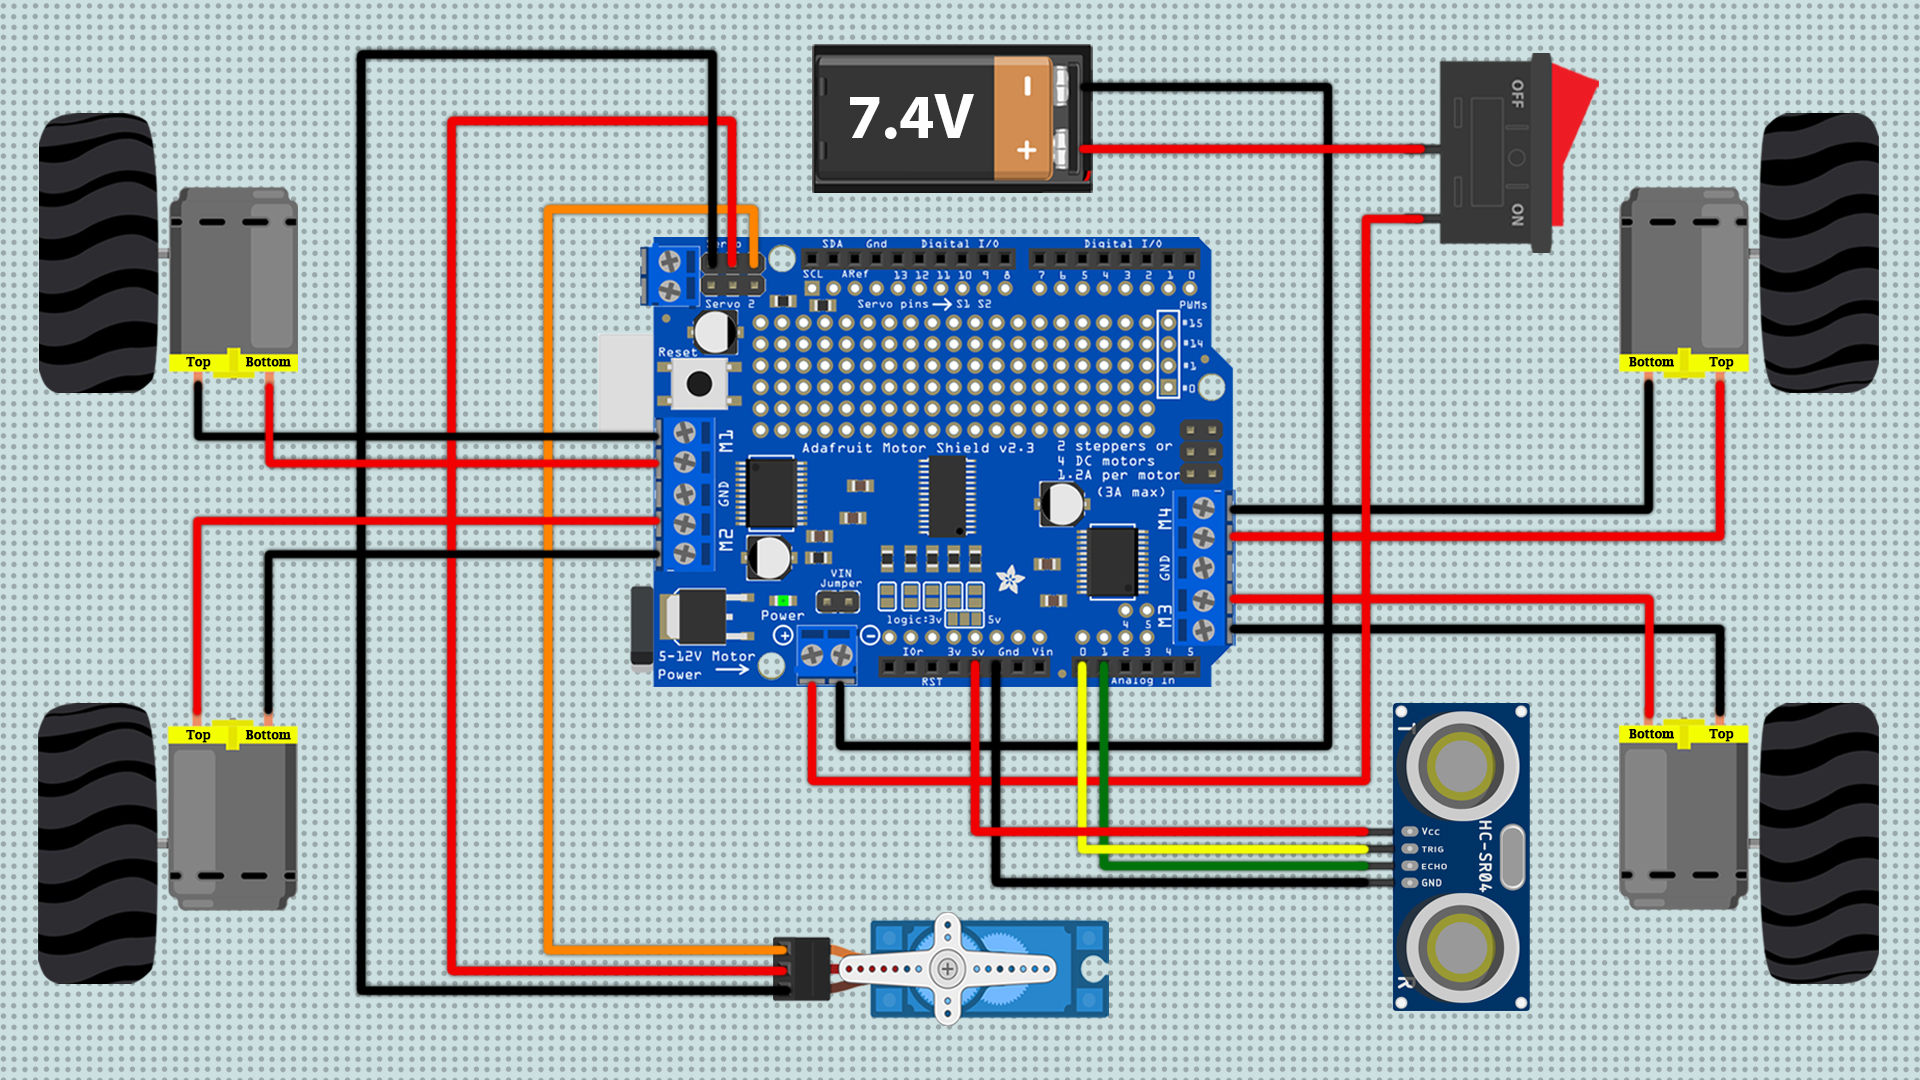 7.4V
OFF
ON
Top Bottom
Bottom Top
Servo 2
SDA Gnd Digital I/O Digital I/O
SCL ARef 13 12 11 10 9 8 7 6 5 4 3 2 1 0
Servo pins → S1 S2
PWMs
#15
#14
#1
#0
Reset
M1
GND
M2
Adafruit Motor Shield v2.3
2 steppers or
4 DC motors
1.2A per motor
(3A max)
M4
GND
M3
VIN
Jumper
Power
logic:3v 5v
4 5
+ -
5-12V Motor
Power →
IOr 3v 5v Gnd Vin 0 1 2 3 4 5
RST Analog In
Top Bottom
Bottom Top
T
HC-SR04
Vcc
TRIG
ECHO
GND
R